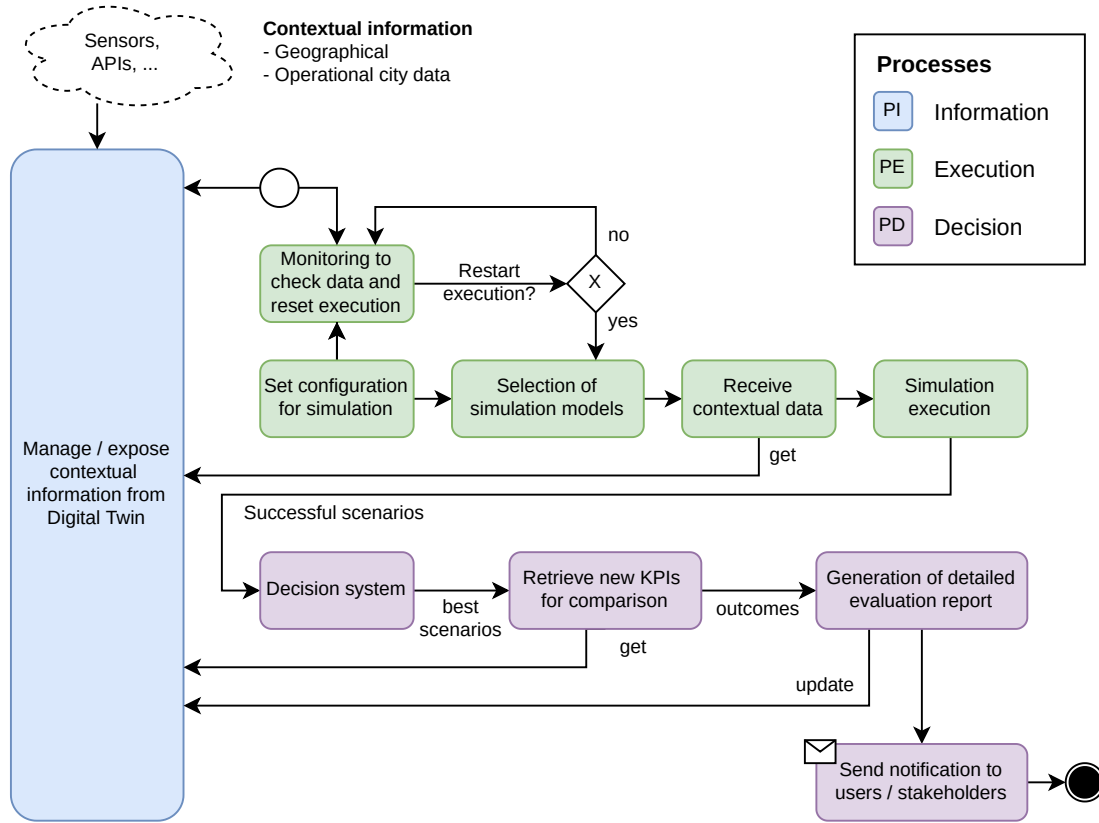 Sensors,
APIs, ...
Contextual information
- Geographical
- Operational city data
Processes
PI
Information
PE
Execution
PD
Decision
no
Monitoring to
check data and
reset execution
Restart
execution?
X
yes
Set configuration
for simulation
Selection of
simulation models
Receive
contextual data
Simulation
execution
get
Manage / expose
contextual
information from
Digital Twin
Successful scenarios
Decision system
best
scenarios
Retrieve new KPIs
for comparison
outcomes
Generation of detailed
evaluation report
get
update
Send notification to
users / stakeholders